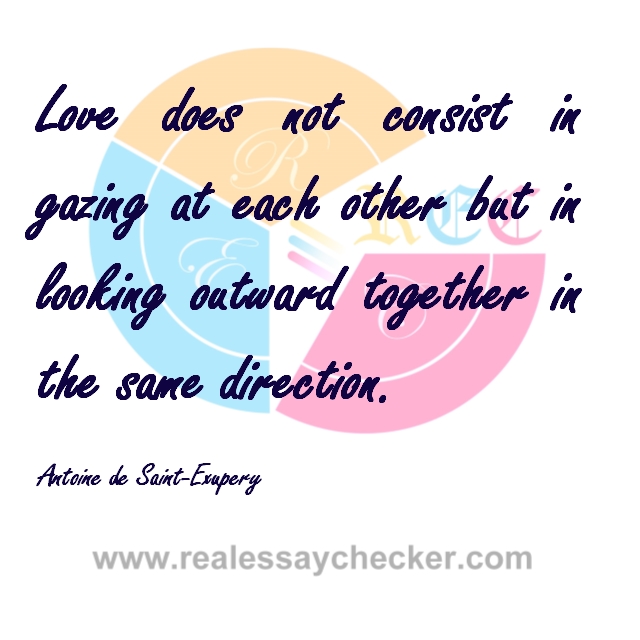 Love does not consist in
gazing at each other but in
REC
looking outward together in
the same direction.
R
E
C
Antoine de Saint-Exupery
www.realessaychecker.com